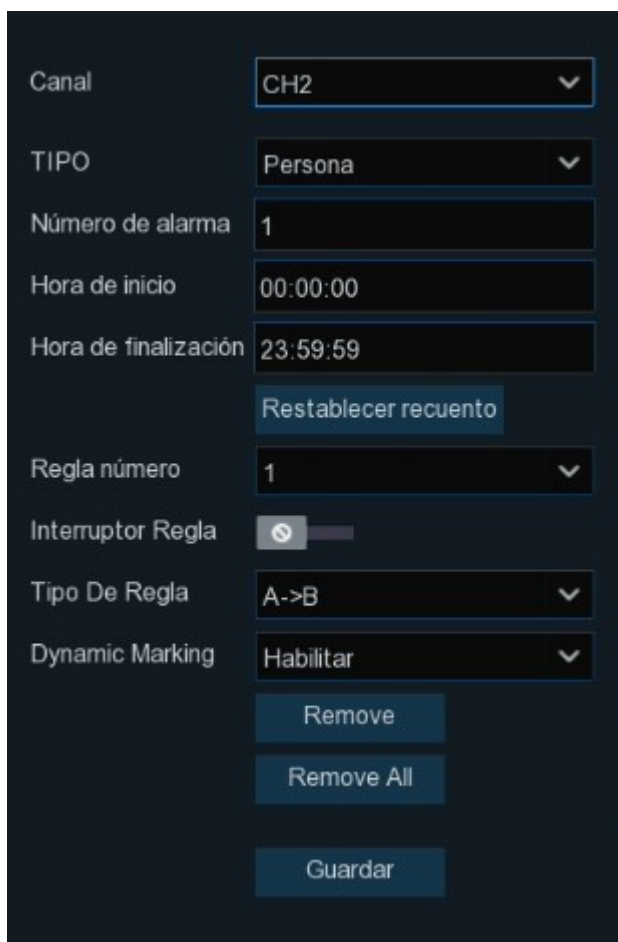 Canal CH2
TIPO Persona
Número de alarma 1
Hora de inicio 00:00:00
Hora de finalización 23:59:59
Restablecer recuento
Regla número 1
Interruptor Regla
Tipo De Regla A->B
Dynamic Marking Habilitar
Remove
Remove All
Guardar